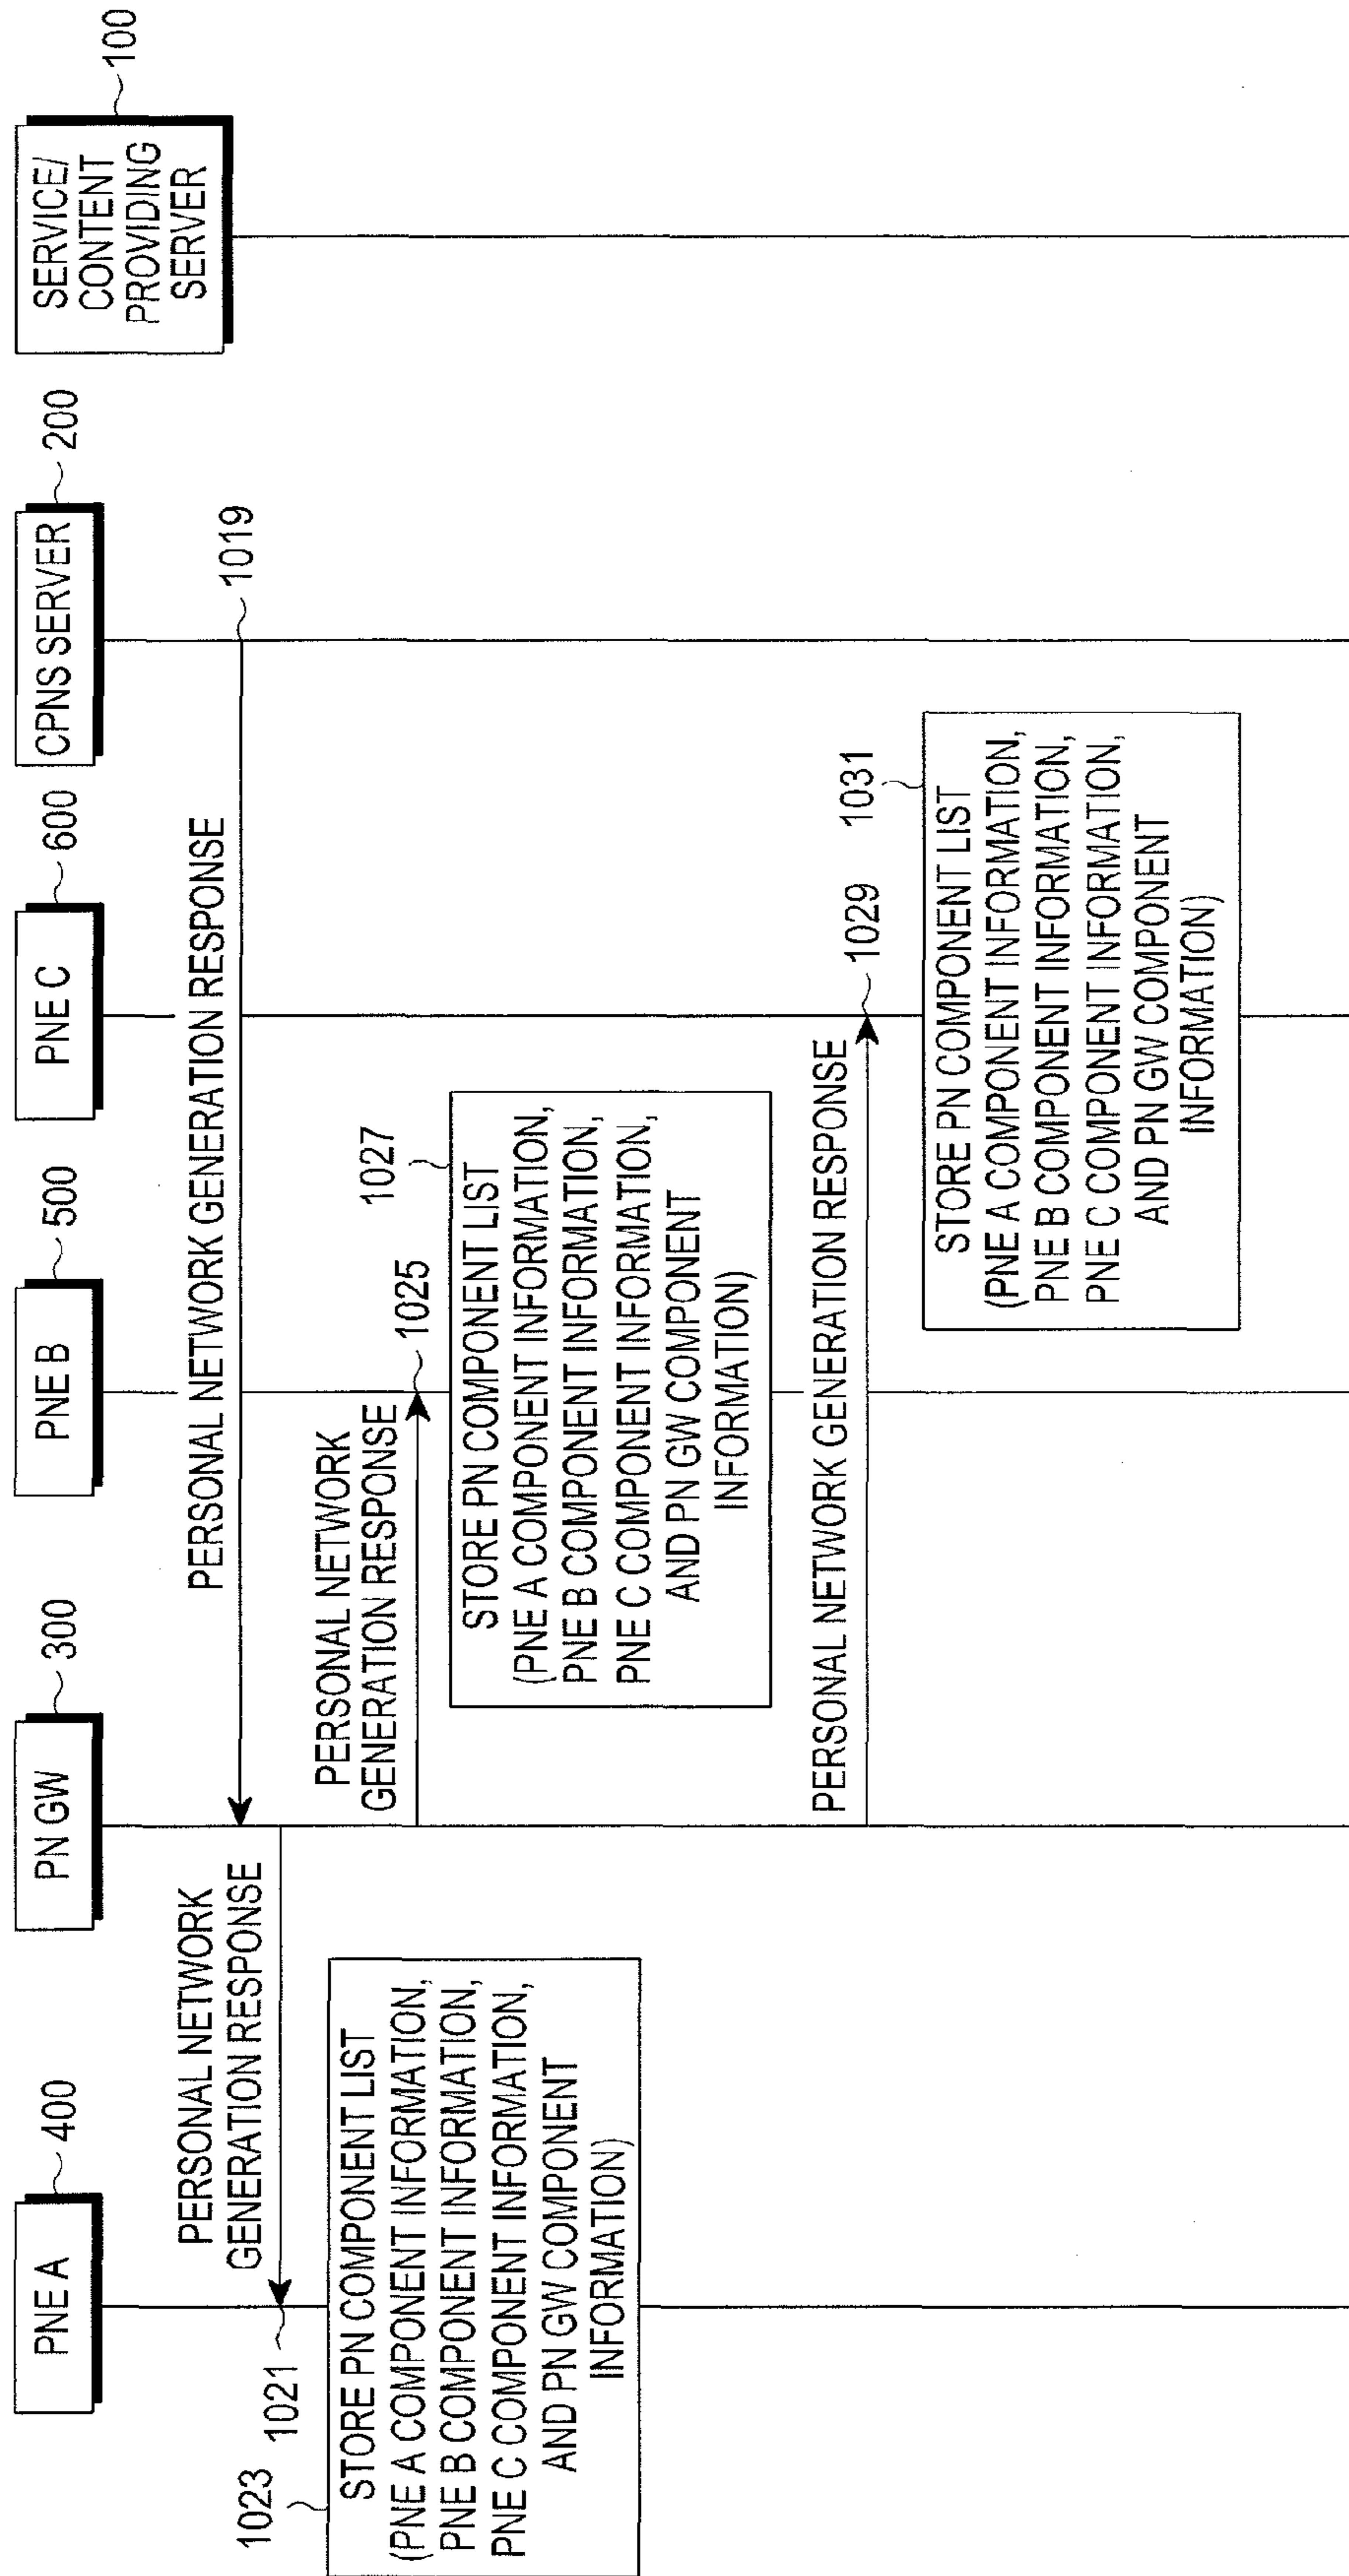 PNE A
400
PN GW
300
PNE B
500
PNE C
600
CPNS SERVER
200
SERVICE/
CONTENT
PROVIDING
SERVER
100
PERSONAL NETWORK GENERATION RESPONSE
1019
PERSONAL NETWORK
GENERATION RESPONSE
1021
1023
STORE PN COMPONENT LIST
(PNE A COMPONENT INFORMATION,
PNE B COMPONENT INFORMATION,
PNE C COMPONENT INFORMATION,
AND PN GW COMPONENT
INFORMATION)
PERSONAL NETWORK
GENERATION RESPONSE
1025
1027
STORE PN COMPONENT LIST
(PNE A COMPONENT INFORMATION,
PNE B COMPONENT INFORMATION,
PNE C COMPONENT INFORMATION,
AND PN GW COMPONENT
INFORMATION)
PERSONAL NETWORK GENERATION RESPONSE
1029
1031
STORE PN COMPONENT LIST
(PNE A COMPONENT INFORMATION,
PNE B COMPONENT INFORMATION,
PNE C COMPONENT INFORMATION,
AND PN GW COMPONENT
INFORMATION)